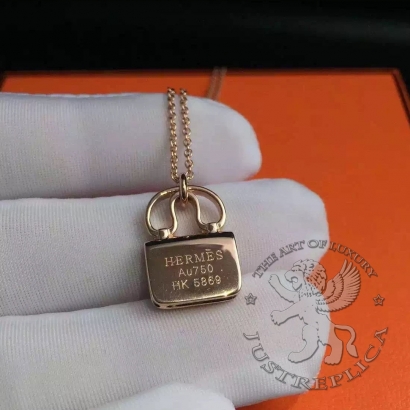 HERMÈS
Au750
HK 5869
THE ART OF LUXURY
JUSTREPLICA